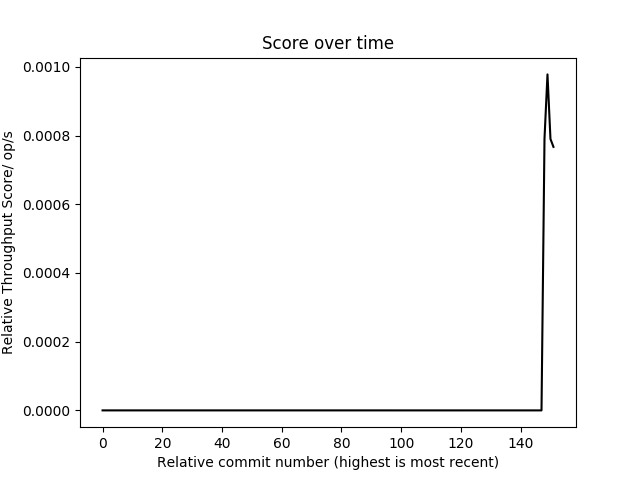 Score over time
Relative Throughput Score/ op/s
0.0010
0.0008
0.0006
0.0004
0.0002
0.0000
0 20 40 60 80 100 120 140
Relative commit number (highest is most recent)